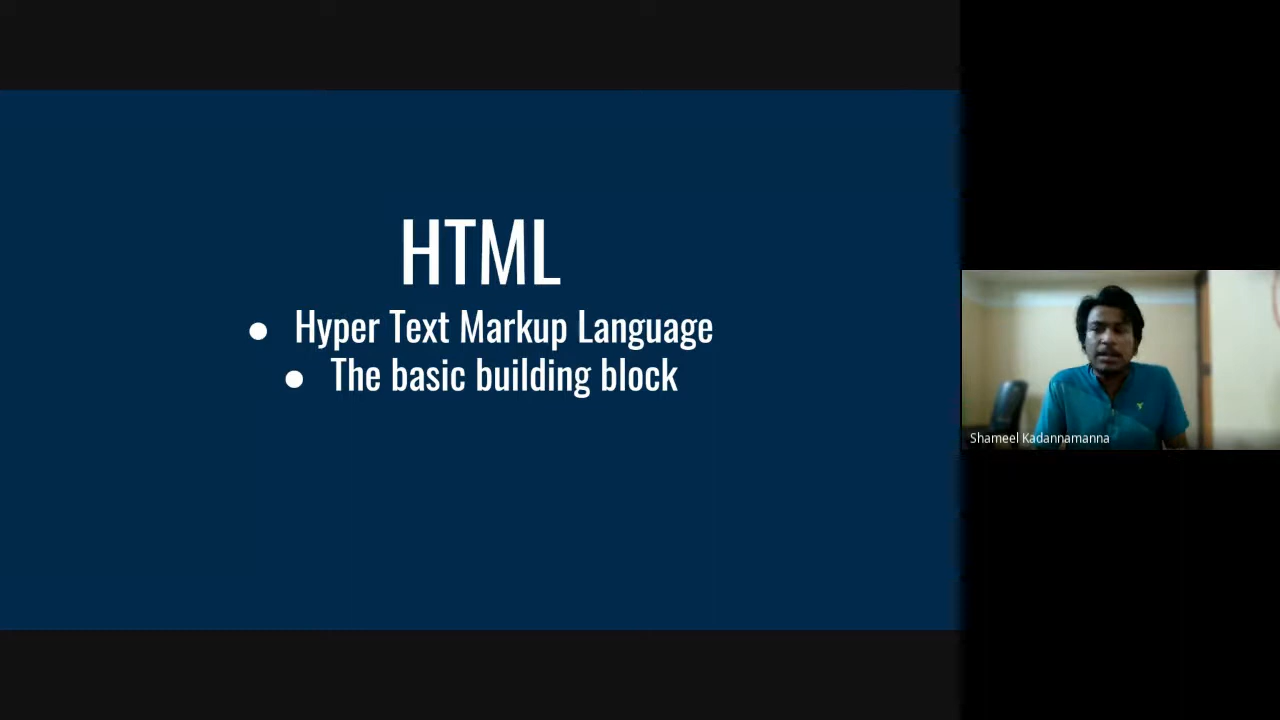 HTML
● Hyper Text Markup Language
● The basic building block
Shameel Kadannamanna